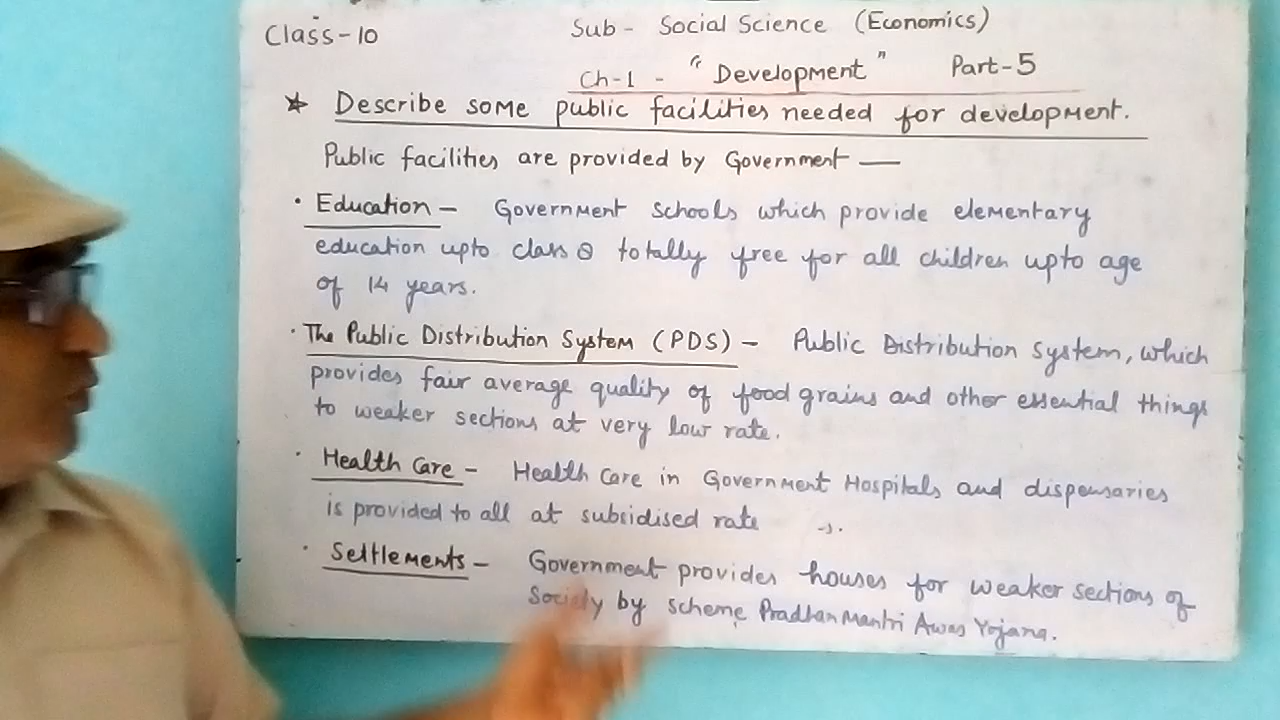 Class-10
Sub - Social Science (Economics)
Ch-1 - "Development" Part-5
* Describe some public facilities needed for development.
Public facilities are provided by Government —
• Education - Government schools which provide elementary
education upto class 8 totally free for all children upto age
of 14 years.
• The Public Distribution System (PDS) - Public Distribution System, which
provides fair average quality of food grains and other essential things
to weaker sections at very low rate.
• Health Care - Health Care in Government Hospitals and dispensaries
is provided to all at subsidised rate
• Settlements - Government provides houses for weaker sections of
Society by scheme Pradhan Mantri Awas Yojana.